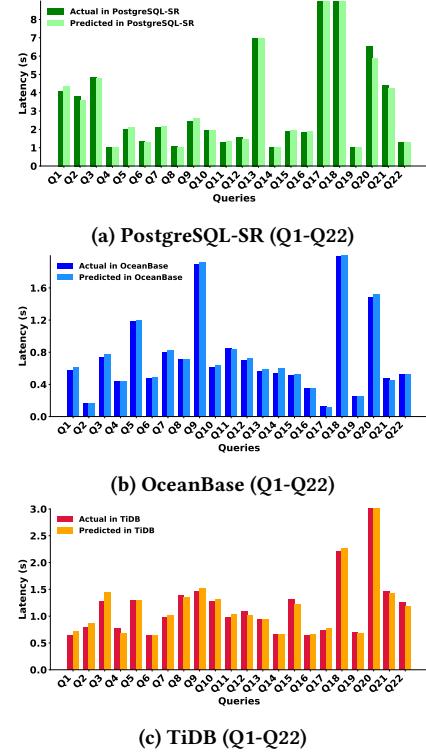 Actual in PostgreSQL-SR
Predicted in PostgreSQL-SR
Latency (s)
8
7
6
5
4
3
2
1
0
Q1 Q2 Q3 Q4 Q5 Q6 Q7 Q8 Q9 Q10 Q11 Q12 Q13 Q14 Q15 Q16 Q17 Q18 Q19 Q20 Q21 Q22
Queries
(a) PostgreSQL-SR (Q1-Q22)
Actual in OceanBase
Predicted in OceanBase
Latency (s)
1.6
1.2
0.8
0.4
0.0
Q1 Q2 Q3 Q4 Q5 Q6 Q7 Q8 Q9 Q10 Q11 Q12 Q13 Q14 Q15 Q16 Q17 Q18 Q19 Q20 Q21 Q22
Queries
(b) OceanBase (Q1-Q22)
Actual in TiDB
Predicted in TiDB
Latency (s)
3.0
2.5
2.0
1.5
1.0
0.5
0.0
Q1 Q2 Q3 Q4 Q5 Q6 Q7 Q8 Q9 Q10 Q11 Q12 Q13 Q14 Q15 Q16 Q17 Q18 Q19 Q20 Q21 Q22
Queries
(c) TiDB (Q1-Q22)